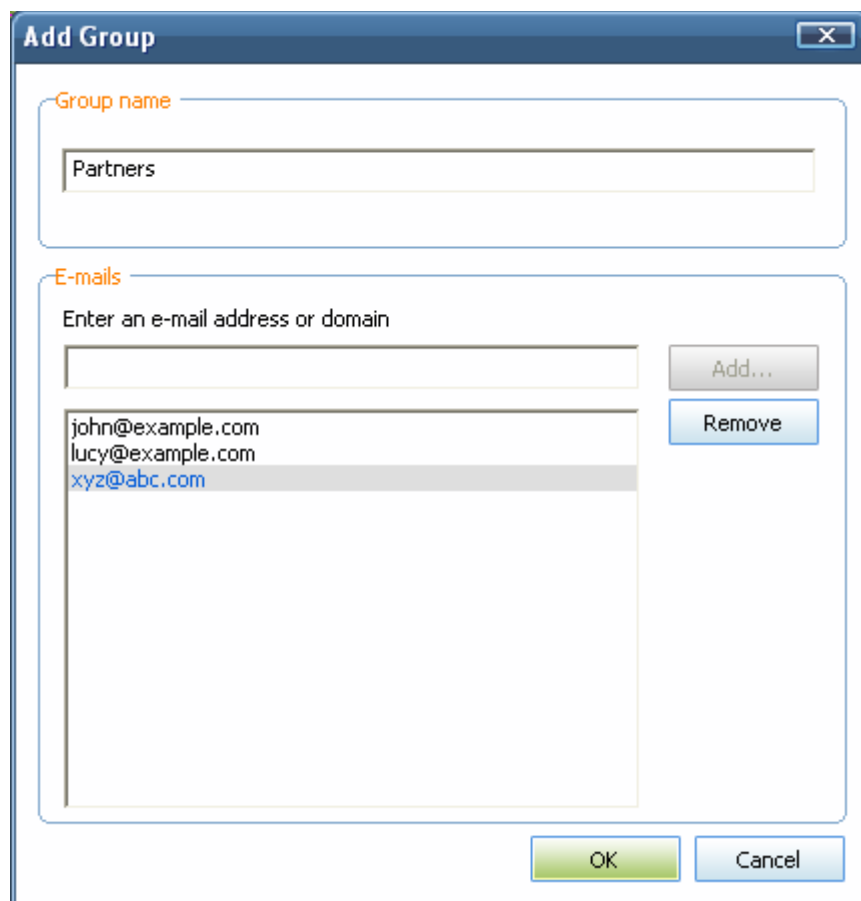 Add Group
Group name
Partners
E-mails
Enter an e-mail address or domain
Add...
john@example.com
Remove
lucy@example.com
xyz@abc.com
OK
Cancel